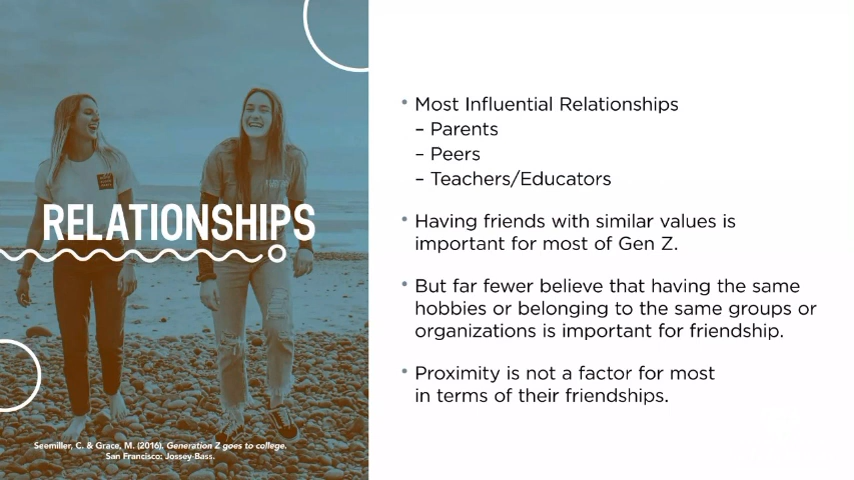 RELATIONSHIPS
Seemiller, C. & Grace, M. (2016). Generation Z goes to college.
San Francisco: Jossey-Bass.
• Most Influential Relationships
– Parents
– Peers
– Teachers/Educators
• Having friends with similar values is
important for most of Gen Z.
• But far fewer believe that having the same
hobbies or belonging to the same groups or
organizations is important for friendship.
• Proximity is not a factor for most
in terms of their friendships.